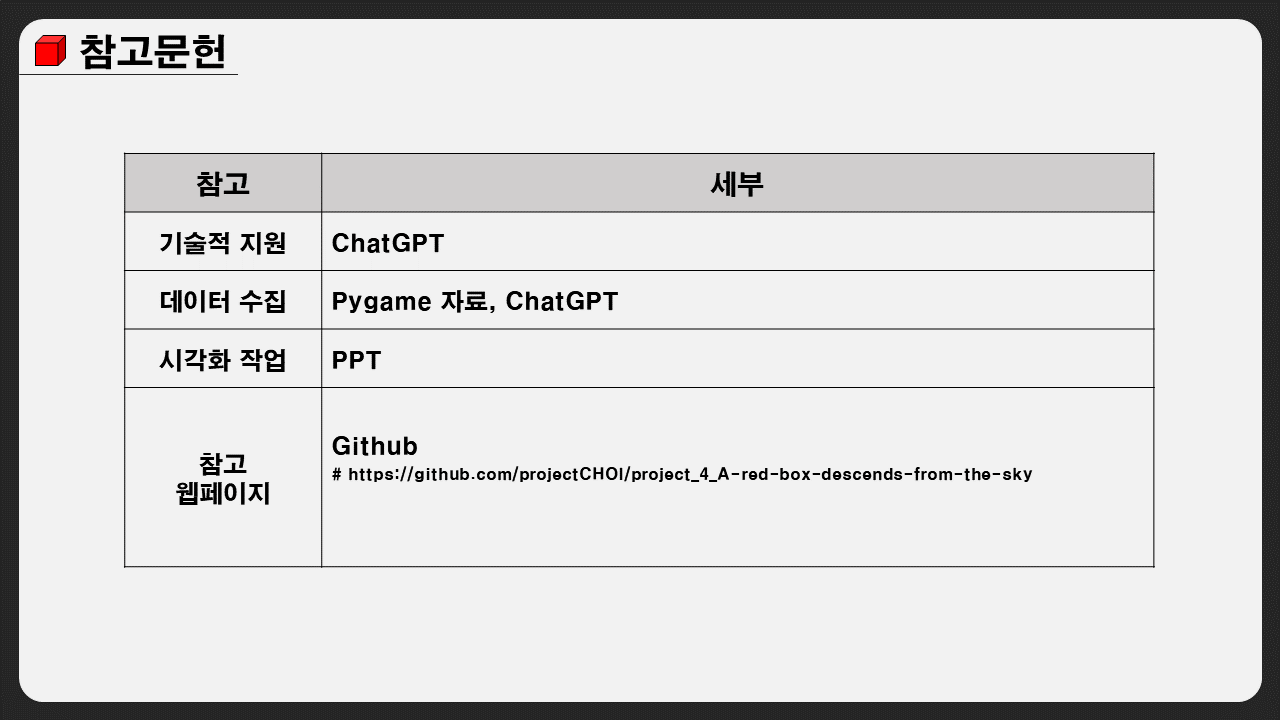 참고문헌
참고
세부
기술적 지원
ChatGPT
데이터 수집
Pygame 자료, ChatGPT
시각화 작업
PPT
참고
웹페이지
Github
# https://github.com/projectCHOI/project_4_A-red-box-descends-from-the-sky